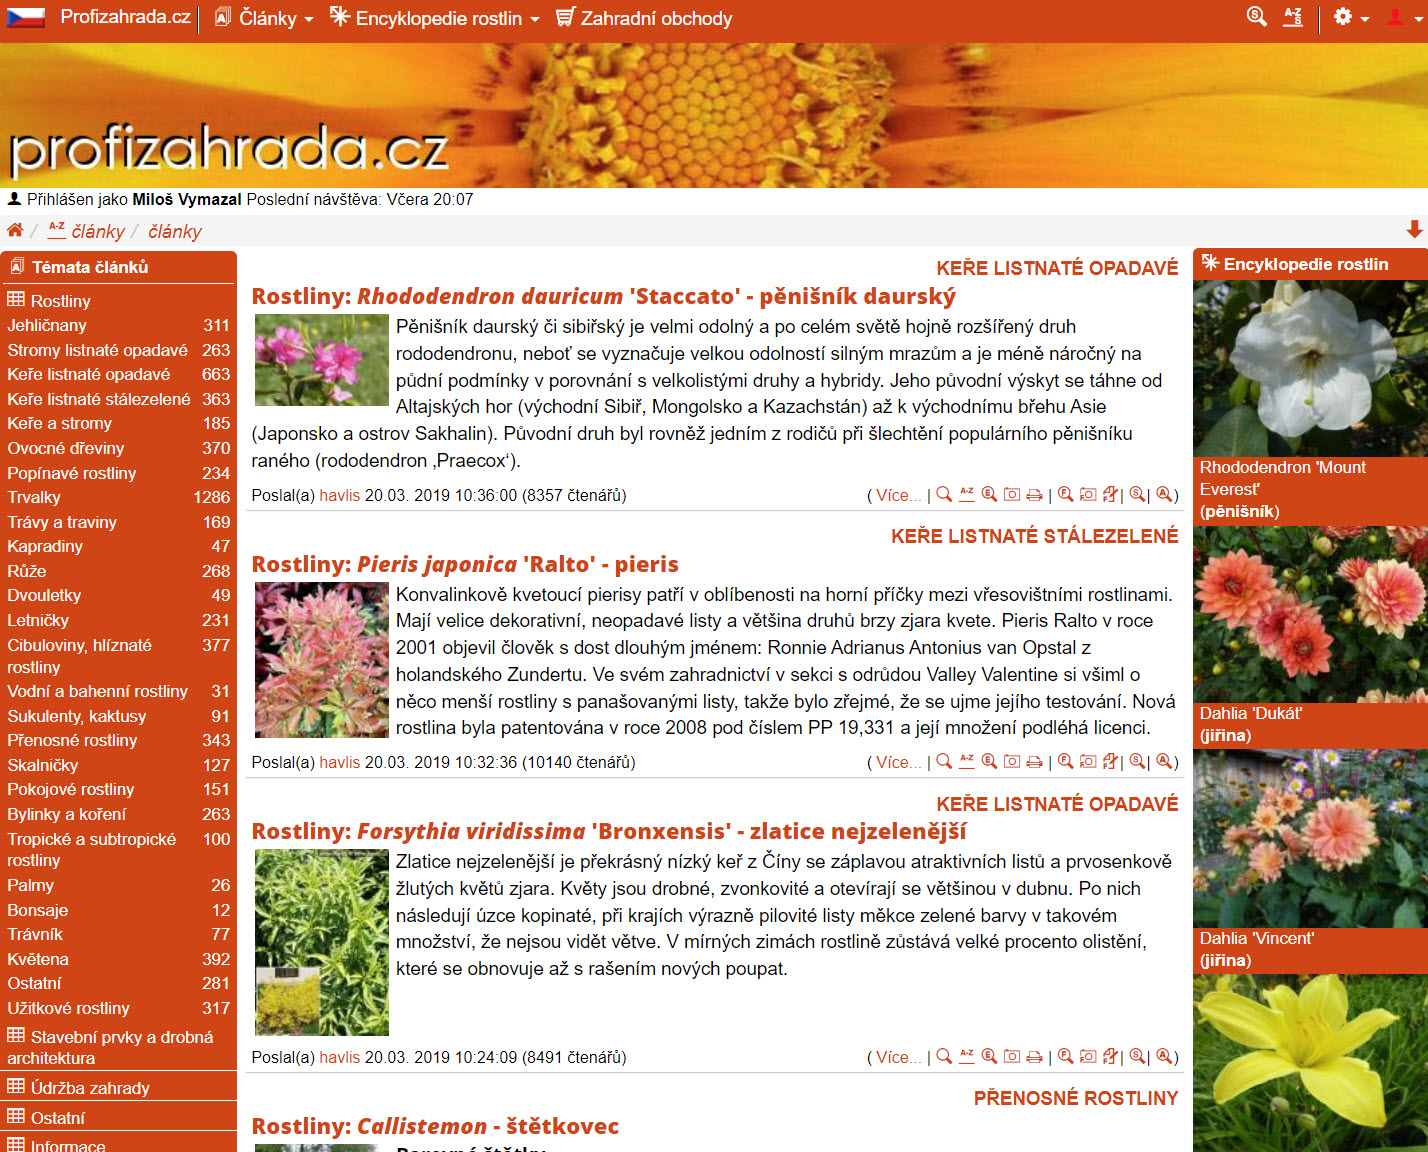 Profizahrada.cz
Články
Encyklopedie rostlin
Zahradní obchody
profizahrada.cz
Přihlášen jako Miloš Vymazal Poslední návštěva: Včera 20:07
/ A-Z články / články
Témata článků
Rostliny
Jehličnany 311
Stromy listnaté opadavé 263
Keře listnaté opadavé 663
Keře listnaté stálezelené 363
Keře a stromy 185
Ovocné dřeviny 370
Popínavé rostliny 234
Trvalky 1286
Trávy a traviny 169
Kapradiny 47
Růže 268
Dvouletky 49
Letničky 231
Cibuloviny, hlíznaté 377
rostliny
Vodní a bahenní rostliny 31
Sukulenty, kaktusy 91
Přenosné rostliny 343
Skalničky 127
Pokojové rostliny 151
Bylinky a koření 263
Tropické a subtropické 100
rostliny
Palmy 26
Bonsaje 12
Trávník 77
Květena 392
Ostatní 281
Užitkové rostliny 317
Stavební prvky a drobná
architektura
Údržba zahrady
Ostatní
Informace
KEŘE LISTNATÉ OPADAVÉ
Rostliny: Rhododendron dauricum 'Staccato' - pěnišník daurský
Pěnišník daurský či sibiřský je velmi odolný a po celém světě hojně rozšířený druh
rododendronu, neboť se vyznačuje velkou odolností silným mrazům a je méně náročný na
půdní podmínky v porovnání s velkolistými druhy a hybridy. Jeho původní výskyt se táhne od
Altajských hor (východní Sibiř, Mongolsko a Kazachstán) až k východnímu břehu Asie
(Japonsko a ostrov Sakhalin). Původní druh byl rovněž jedním z rodičů při šlechtění populárního pěnišníku
raného (rododendron ‚Praecox‘).
Poslal(a) havlis 20.03. 2019 10:36:00 (8357 čtenářů) ( Více... | A-Z | | | )
KEŘE LISTNATÉ STÁLEZELENÉ
Rostliny: Pieris japonica 'Ralto' - pieris
Konvalinkově kvetoucí pierisy patří v oblíbenosti na horní příčky mezi vřesovištními rostlinami.
Mají velice dekorativní, neopadavé listy a většina druhů brzy zjara kvete. Pieris Ralto v roce
2001 objevil člověk s dost dlouhým jménem: Ronnie Adrianus Antonius van Opstal z
holandského Zundertu. Ve svém zahradnictví v sekci s odrůdou Valley Valentine si všiml o
něco menší rostliny s panašovanými listy, takže bylo zřejmé, že se ujme jejího testování. Nová
rostlina byla patentována v roce 2008 pod číslem PP 19,331 a její množení podléhá licenci.
Poslal(a) havlis 20.03. 2019 10:32:36 (10140 čtenářů) ( Více... | A-Z | | | )
KEŘE LISTNATÉ OPADAVÉ
Rostliny: Forsythia viridissima 'Bronxensis' - zlatice nejzelenější
Zlatice nejzelenější je překrásný nízký keř z Číny se záplavou atraktivních listů a prvosenkově
žlutých květů zjara. Květy jsou drobné, zvonkovité a otevírají se většinou v dubnu. Po nich
následují úzce kopinaté, při krajích výrazně pilovité listy měkce zelené barvy v takovém
množství, že nejsou vidět větve. V mírných zimách rostlině zůstává velké procento olistění,
které se obnovuje až s rašením nových poupat.
Poslal(a) havlis 20.03. 2019 10:24:09 (8491 čtenářů) ( Více... | A-Z | | | )
PŘENOSNÉ ROSTLINY
Rostliny: Callistemon - štětkovec
Encyklopedie rostlin
Rhododendron 'Mount
Everest'
(pěnišník)
Dahlia 'Dukát'
(jiřina)
Dahlia 'Vincent'
(jiřina)